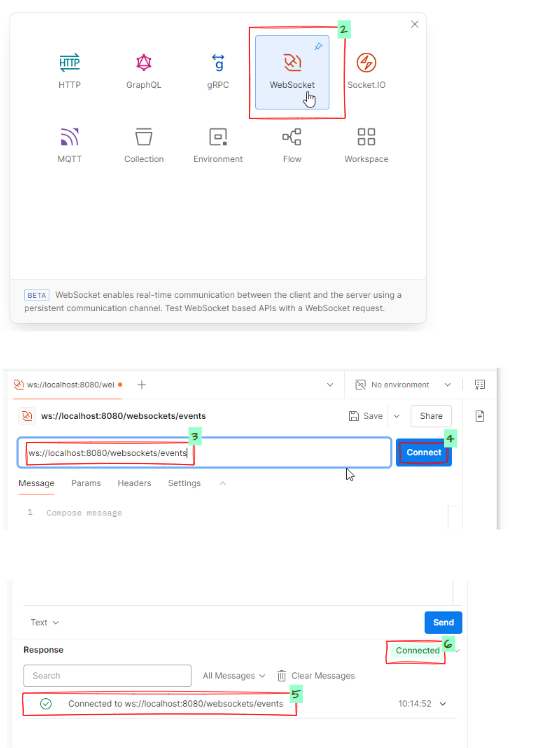 2
HTTP
GraphQL
gRPC
WebSocket
Socket.IO
MQTT
Collection
Environment
Flow
Workspace
BETA WebSocket enables real-time communication between the client and the server using a
persistent communication channel. Test WebSocket based APIs with a WebSocket request.
ws://localhost:8080/wel
No environment
ws://localhost:8080/websockets/events
Save
Share
3
4
ws://localhost:8080/websockets/events
Connect
Message Params Headers Settings
1 Compose message
Text
Send
Response
Connected
6
Search
All Messages
Clear Messages
5
Connected to ws://localhost:8080/websockets/events
10:14:52